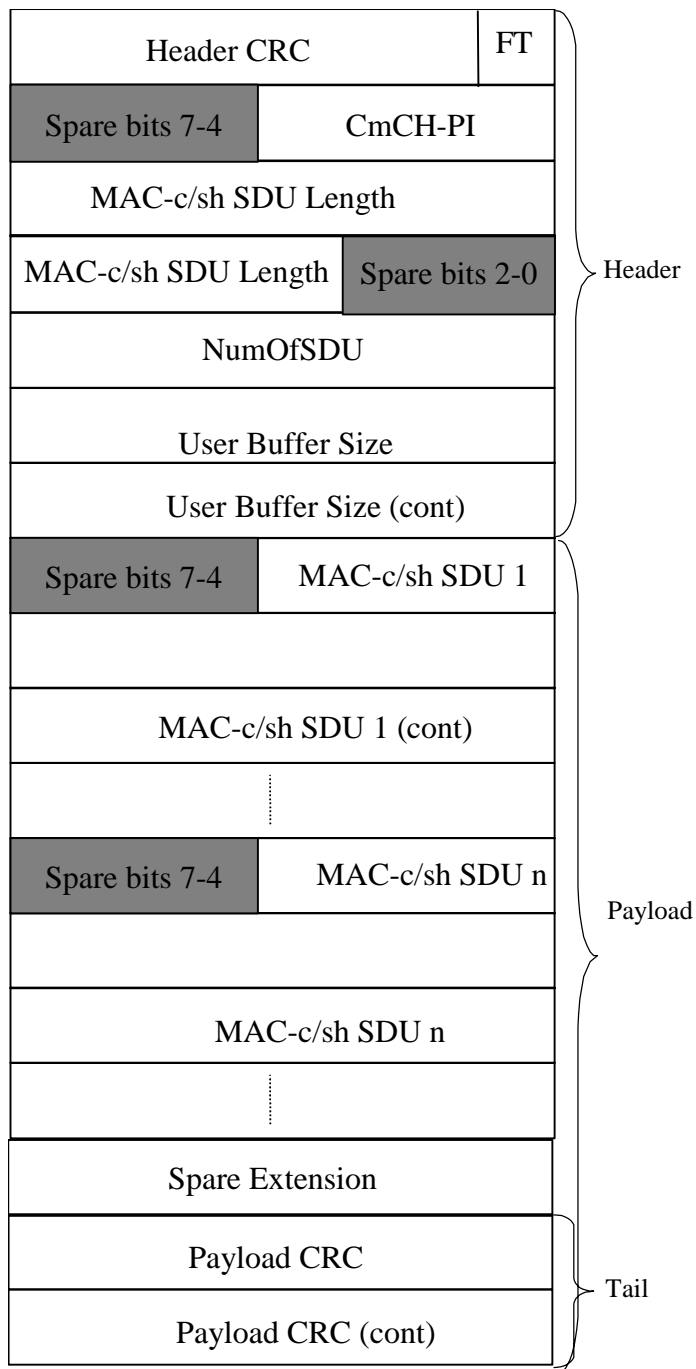 Header CRC FT
Spare bits 7-4 CmCH-PI
MAC-c/sh SDU Length
MAC-c/sh SDU Length Spare bits 2-0
Header
NumOfSDU
User Buffer Size
User Buffer Size (cont)
Spare bits 7-4 MAC-c/sh SDU 1
MAC-c/sh SDU 1 (cont)
Spare bits 7-4 MAC-c/sh SDU n
Payload
MAC-c/sh SDU n
Spare Extension
Payload CRC
Tail
Payload CRC (cont)